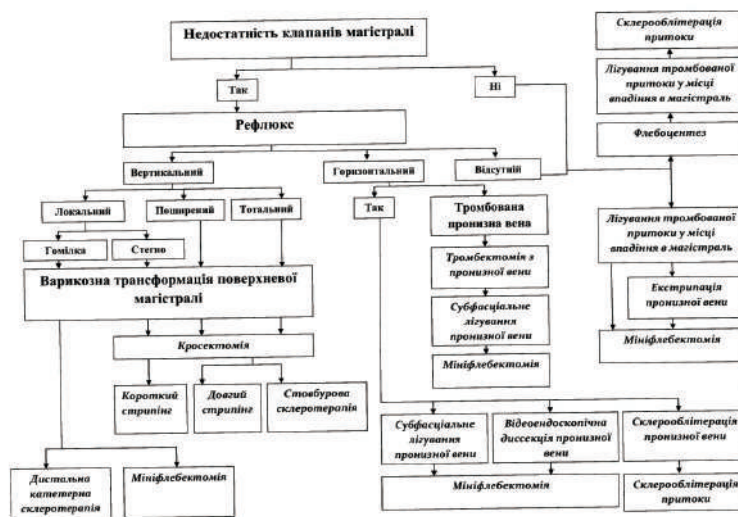 Недостатність клапанів магістралі
Так
Ні
Рефлюкс
Вертикальний
Горизонтальний
Відсутній
Локальний
Поширений
Тотальний
Гомілка
Стегно
Варикозна трансформація поверхневої
магістралі
Кросектомія
Короткий
стрипінг
Довгий
стрипінг
Стовбурова
склеротерапія
Дистальна
катетерна
склеротерапія
Мініфлебектомія
Так
Тромбована
пронизна вена
Тромбектомія з
пронизної вени
Субфасціальне
лігування
пронизної вени
Мініфлебектомія
Субфасціальне
лігування
пронизної вени
Відеоендоскопічна
диссекція пронизної
вени
Склерооблітерація
пронизної вени
Мініфлебектомія
Склерооблітерація
притоки
Склерооблітерація
притоки
Лігування тромбованої
притоки у місці
впадіння в магістраль
Флебоцентез
Лігування тромбованої
притоки у місці
впадіння в магістраль
Екстрипація
пронизної вени
Мініфлебектомія